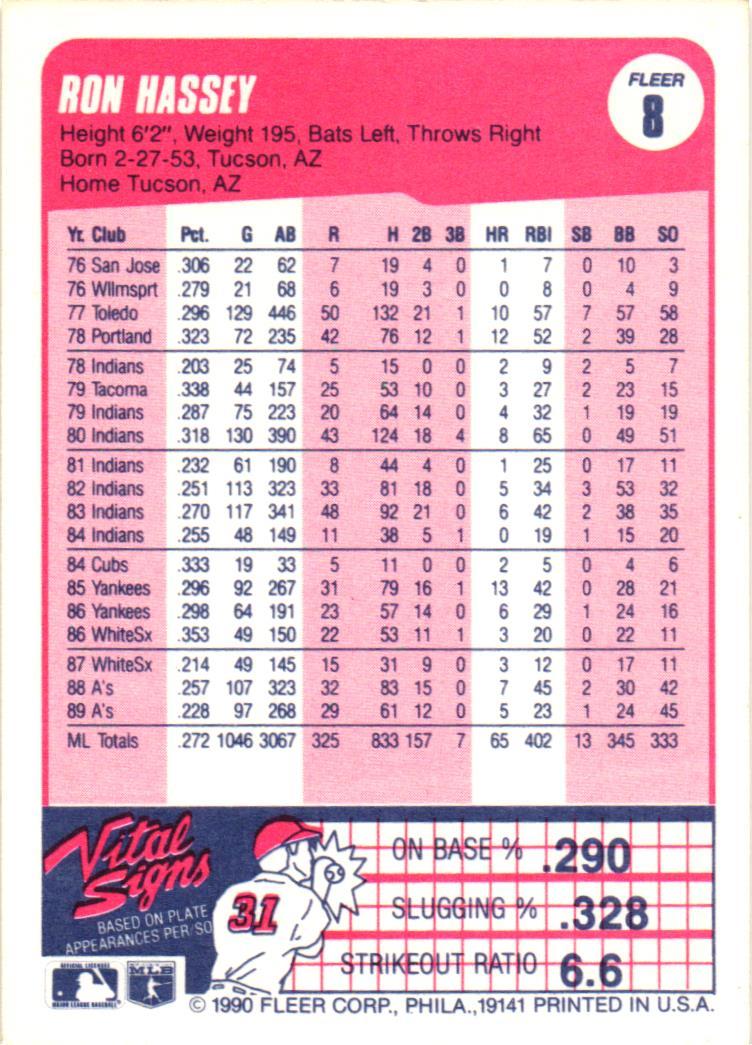 RON HASSEY
FLEER
8
Height 6'2", Weight 195, Bats Left, Throws Right
Born 2-27-53, Tucson, AZ
Home Tucson, AZ
Yr. Club Pct. G AB R H 2B 3B HR RBI SB BB SO
76 San Jose .306 22 62 7 19 4 0 1 7 0 10 3
76 Wllmsprt .279 21 68 6 19 3 0 0 8 0 4 9
77 Toledo .296 129 446 50 132 21 1 10 57 7 57 58
78 Portland .323 72 235 42 76 12 1 12 52 2 39 28
78 Indians .203 25 74 5 15 0 0 2 9 2 5 7
79 Tacoma .338 44 157 25 53 10 0 3 27 2 23 15
79 Indians .287 75 223 20 64 14 0 4 32 1 19 19
80 Indians .318 130 390 43 124 18 4 8 65 0 49 51
81 Indians .232 61 190 8 44 4 0 1 25 0 17 11
82 Indians .251 113 323 33 81 18 0 5 34 3 53 32
83 Indians .270 117 341 48 92 21 0 6 42 2 38 35
84 Indians .255 48 149 11 38 5 1 0 19 1 15 20
84 Cubs .333 19 33 5 11 0 0 2 5 0 4 6
85 Yankees .296 92 267 31 79 16 1 13 42 0 28 21
86 Yankees .298 64 191 23 57 14 0 6 29 1 24 16
86 WhiteSx .353 49 150 22 53 11 1 3 20 0 22 11
87 WhiteSx .214 49 145 15 31 9 0 3 12 0 17 11
88 A's .257 107 323 32 83 15 0 7 45 2 30 42
89 A's .228 97 268 29 61 12 0 5 23 1 24 45
ML Totals .272 1046 3067 325 833 157 7 65 402 13 345 333
Vital
Signs
BASED ON PLATE
APPEARANCES PER/SO
31
ON BASE % .290
SLUGGING % .328
STRIKEOUT RATIO 6.6
OFFICIAL LICENSEE
MAJOR LEAGUE BASEBALL
MLB
© 1990 FLEER CORP., PHILA.,19141 PRINTED IN U.S.A.